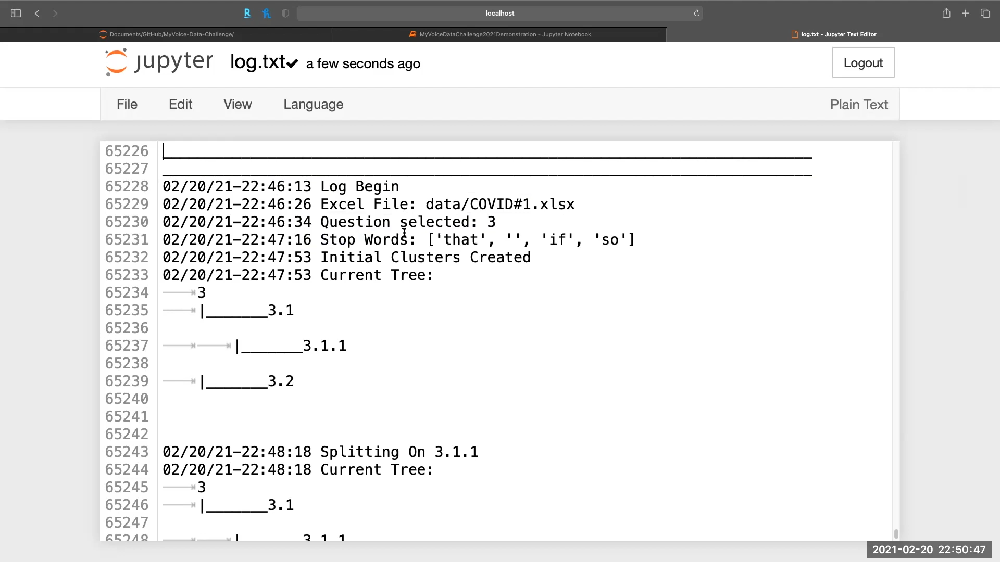 localhost
Documents/GitHub/MyVoice-Data-Challenge/
MyVoiceDataChallenge2021Demonstration - Jupyter Notebook
log.txt - Jupyter Text Editor
jupyter log.txt✔ a few seconds ago
Logout
File Edit View Language
Plain Text
65226 __________________________________________________________________________
65227 __________________________________________________________________________
65228 02/20/21-22:46:13 Log Begin
65229 02/20/21-22:46:26 Excel File: data/COVID#1.xlsx
65230 02/20/21-22:46:34 Question selected: 3
65231 02/20/21-22:47:16 Stop Words: ['that', '', 'if', 'so']
65232 02/20/21-22:47:53 Initial Clusters Created
65233 02/20/21-22:47:53 Current Tree:
65234 3
65235 |_______3.1
65236
65237 |_______3.1.1
65238
65239 |_______3.2
65240
65241
65242
65243 02/20/21-22:48:18 Splitting On 3.1.1
65244 02/20/21-22:48:18 Current Tree:
65245 3
65246 |_______3.1
65247
65248 |_______3.1.1
2021-02-20 22:50:47